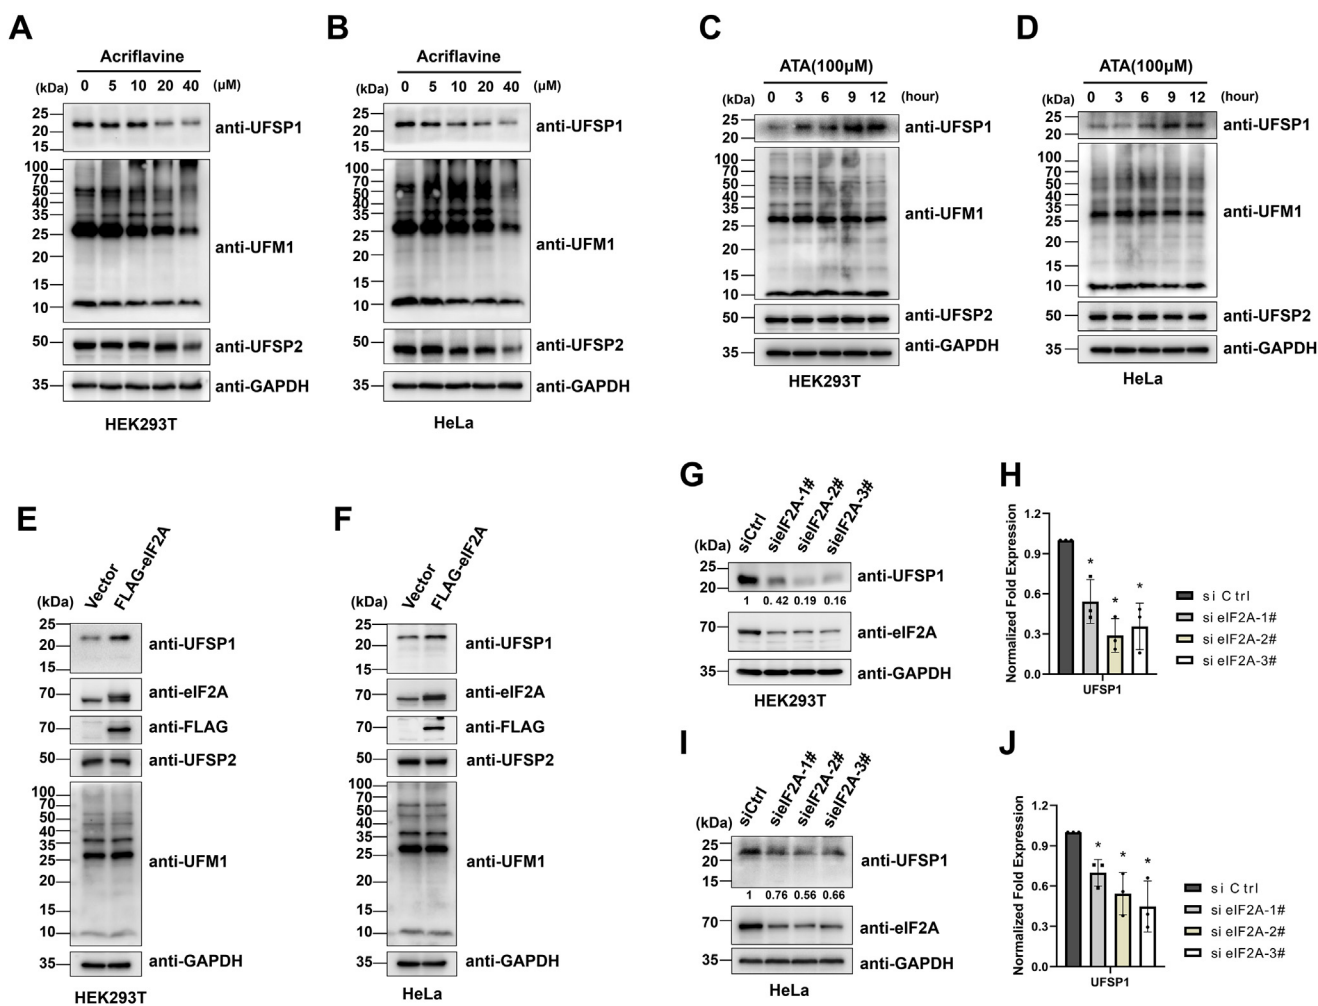 A
Acriflavine
(kDa) 0 5 10 20 40 (μM)
25
20
anti-UFSP1
100
70
50
40
35
25
20
15
10
anti-UFM1
50
anti-UFSP2
35
anti-GAPDH
HEK293T
B
Acriflavine
(kDa) 0 5 10 20 40 (μM)
25
20
15
anti-UFSP1
100
70
50
40
35
25
20
15
10
anti-UFM1
50
anti-UFSP2
35
anti-GAPDH
HeLa
C
ATA(100μM)
(kDa) 0 3 6 9 12 (hour)
25
20
anti-UFSP1
100
70
50
40
35
25
20
15
10
anti-UFM1
50
anti-UFSP2
35
anti-GAPDH
HEK293T
D
ATA(100μM)
(kDa) 0 3 6 9 12 (hour)
25
20
anti-UFSP1
100
70
50
40
35
25
20
15
10
anti-UFM1
50
anti-UFSP2
35
anti-GAPDH
HeLa
E
(kDa) Vector FLAG-eIF2A
25
20
15
anti-UFSP1
70
anti-eIF2A
70
anti-FLAG
50
anti-UFSP2
100
70
50
40
35
25
20
15
10
anti-UFM1
35
anti-GAPDH
HEK293T
F
(kDa) Vector FLAG-eIF2A
25
20
15
anti-UFSP1
70
anti-eIF2A
70
anti-FLAG
50
anti-UFSP2
100
70
50
40
35
25
20
15
10
anti-UFM1
35
anti-GAPDH
HeLa
G
(kDa) siCtrl sieIF2A-1# sieIF2A-2# sieIF2A-3#
25
20
anti-UFSP1
1 0. 42 0.19 0.16
70
anti-eIF2A
35
anti-GAPDH
HEK293T
H
Normalized Fold Expression
1.2
0.9
0.6
0.3
0.0
* * *
UFSP1
si Ctrl
si eIF2A-1#
si eIF2A-2#
si eIF2A-3#
I
(kDa) siCtrl sieIF2A-1# sieIF2A-2# sieIF2A-3#
25
20
15
anti-UFSP1
1 0.76 0.56 0.66
70
anti-eIF2A
35
anti-GAPDH
HeLa
J
Normalized Fold Expression
1.2
0.9
0.6
0.3
0.0
* * *
UFSP1
si Ctrl
si eIF2A-1#
si eIF2A-2#
si eIF2A-3#